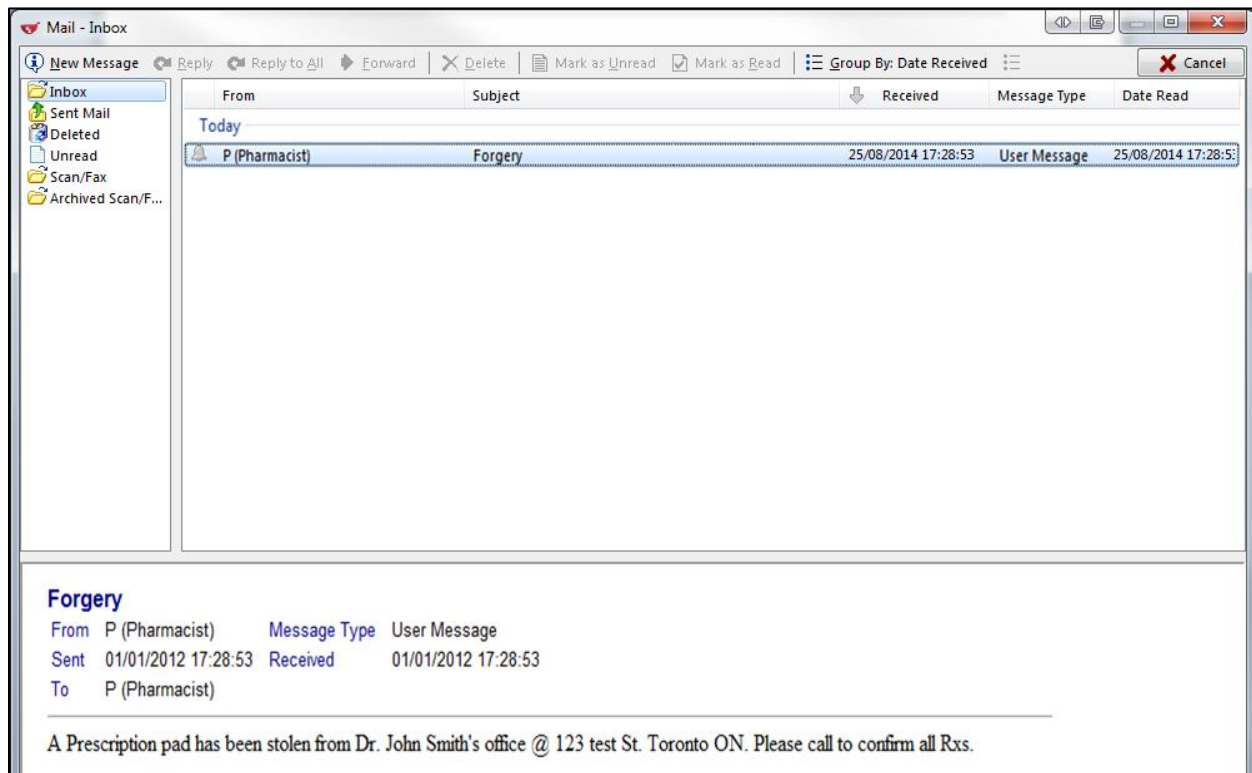 Mail - Inbox
New Message Reply Reply to All Forward Delete Mark as Unread Mark as Read Group By: Date Received Cancel
Inbox
Sent Mail
Deleted
Unread
Scan/Fax
Archived Scan/F...
From Subject Received Message Type Date Read
Today
P (Pharmacist) Forgery 25/08/2014 17:28:53 User Message 25/08/2014 17:28:5
Forgery
From P (Pharmacist) Message Type User Message
Sent 01/01/2012 17:28:53 Received 01/01/2012 17:28:53
To P (Pharmacist)
A Prescription pad has been stolen from Dr. John Smith's office @ 123 test St. Toronto ON. Please call to confirm all Rxs.